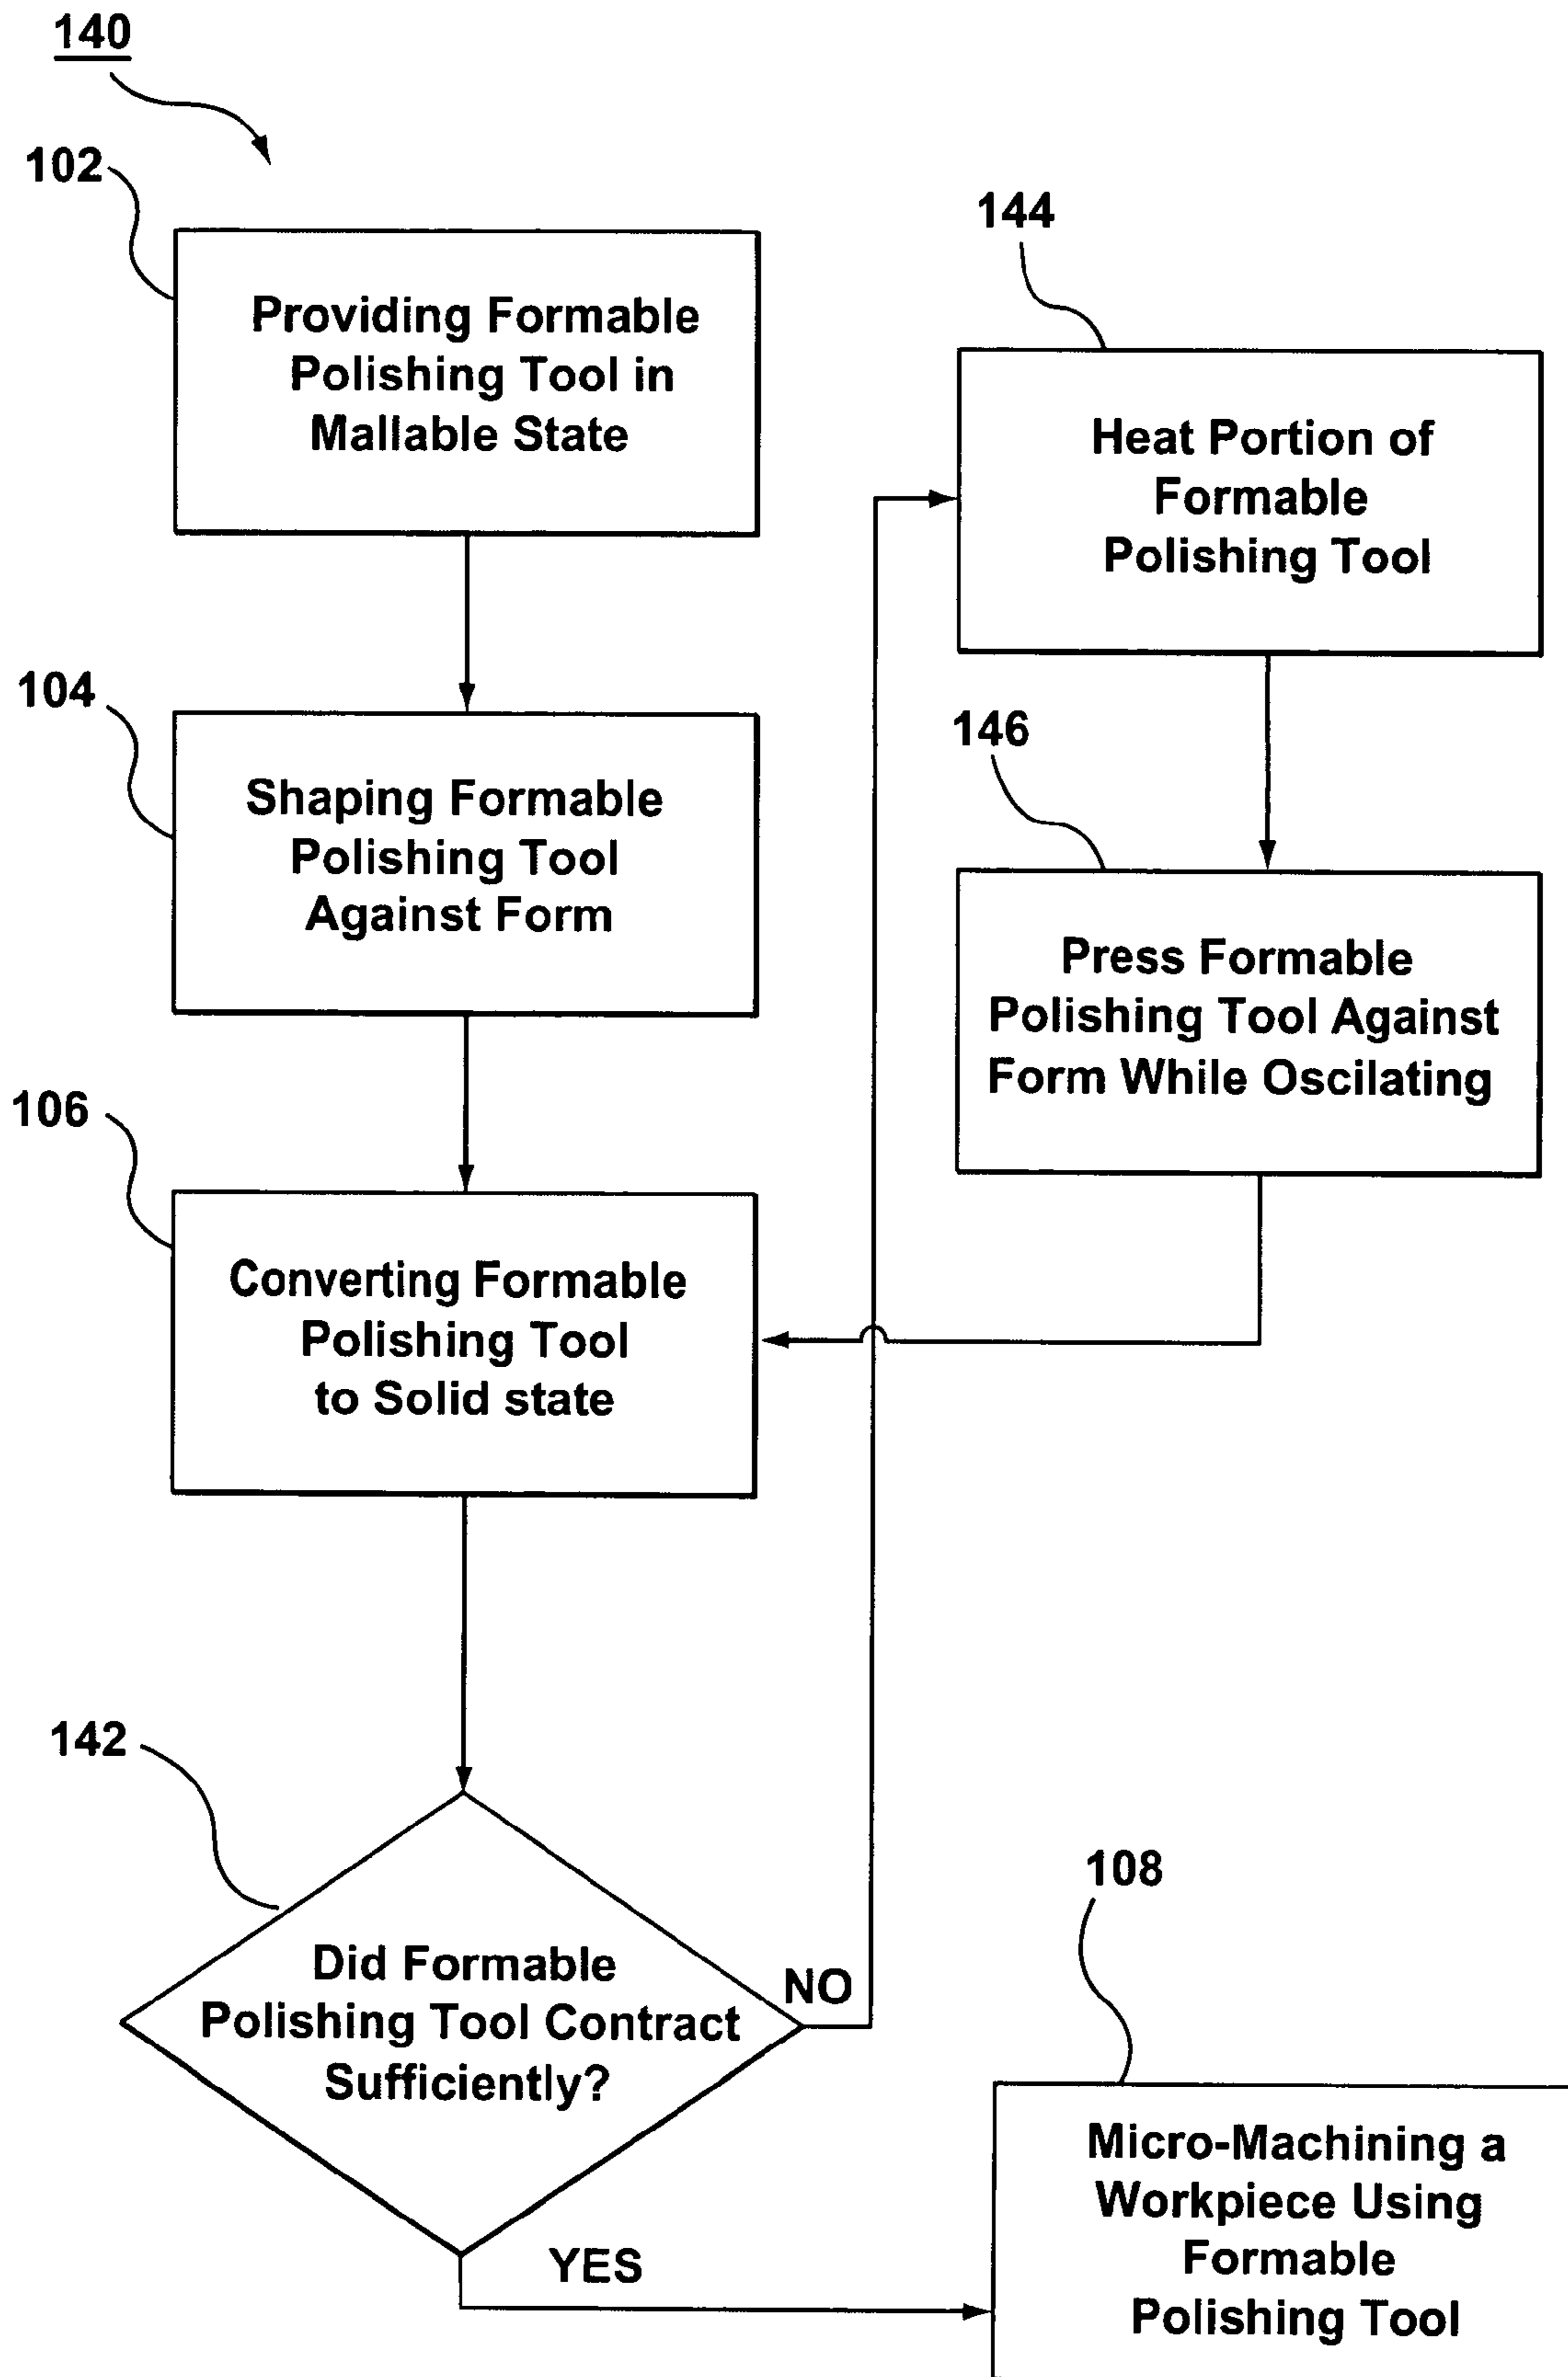 140
102
Providing Formable
Polishing Tool in
Mallable State
104
Shaping Formable
Polishing Tool
Against Form
106
Converting Formable
Polishing Tool
to Solid state
142
Did Formable
Polishing Tool Contract
Sufficiently?
NO
YES
144
Heat Portion of
Formable
Polishing Tool
146
Press Formable
Polishing Tool Against
Form While Oscilating
108
Micro-Machining a
Workpiece Using
Formable
Polishing Tool